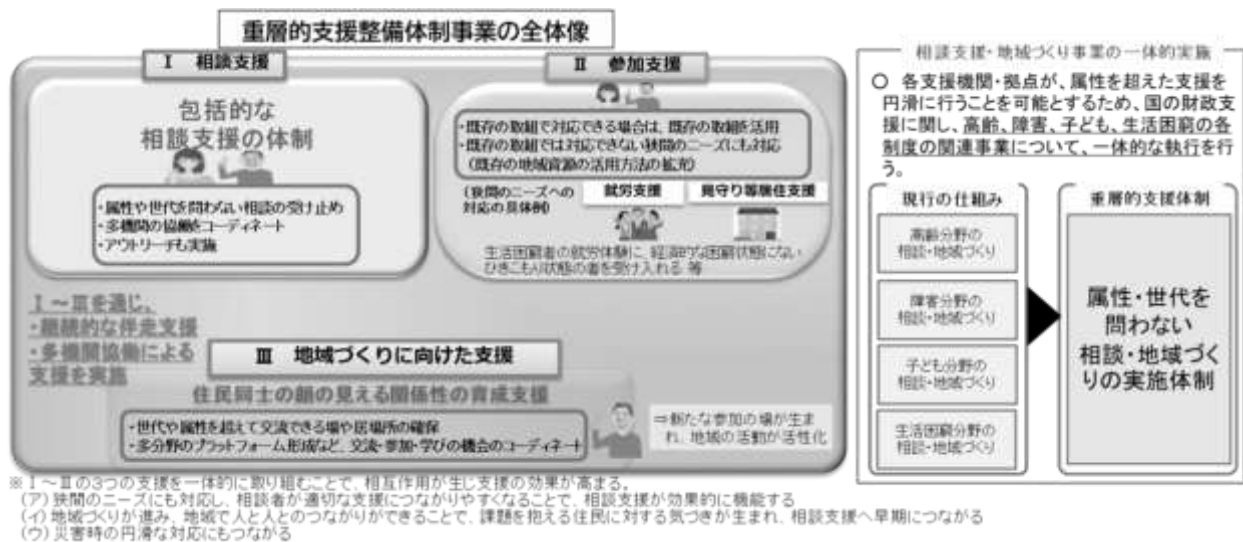 重層的支援整備体制事業の全体像
Ⅰ 相談支援
包括的な
相談支援の体制
・属性や世代を問わない相談の受け止め
・多機関の協働をコーディネート
・アウトリーチも実施
Ⅱ 参加支援
・既存の取組で対応できる場合は、既存の取組を活用
・既存の取組では対応できない狭間のニーズにも対応
（既存の地域資源の活用方法の拡充）
（狭間のニーズへの
対応の具体例）
就労支援
見守り等居住支援
生活困窮者の就労体験に、経済的な困窮状態にない
ひきこもり状態の者を受け入れる 等
Ⅰ～Ⅲを通じ、
・継続的な伴走支援
・多機関協働による
支援を実施
Ⅲ 地域づくりに向けた支援
住民同士の顔の見える関係性の育成支援
・世代や属性を超えて交流できる場や居場所の確保
・多分野のプラットフォーム形成など、交流・参加・学びの機会のコーディネート
⇒新たな参加の場が生ま
れ、地域の活動が活性化
相談支援・地域づくり事業の一体的実施
○ 各支援機関・拠点が、属性を超えた支援を
円滑に行うことを可能とするため、国の財政支
援に関し、高齢、障害、子ども、生活困窮の各
制度の関連事業について、一体的な執行を行
う。
現行の仕組み
高齢分野の
相談・地域づくり
障害分野の
相談・地域づくり
子ども分野の
相談・地域づくり
生活困窮分野の
相談・地域づくり
重層的支援体制
属性・世代を
問わない
相談・地域づく
りの実施体制
※Ⅰ～Ⅲの3つの支援を一体的に取り組むことで、相互作用が生じ支援の効果が高まる。
（ア）狭間のニーズにも対応し、相談者が適切な支援につながりやすくなることで、相談支援が効果的に機能する
（イ）地域づくりが進み、地域で人と人とのつながりができることで、課題を抱える住民に対する気づきが生まれ、相談支援へ早期につながる
（ウ）災害時の円滑な対応にもつながる